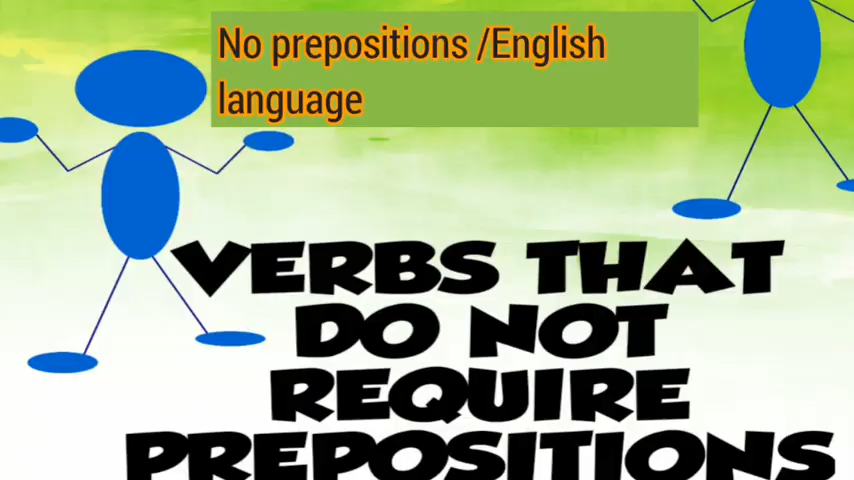 No prepositions /English
language
VERBS THAT
DO NOT
REQUIRE
PREPOSITIONS